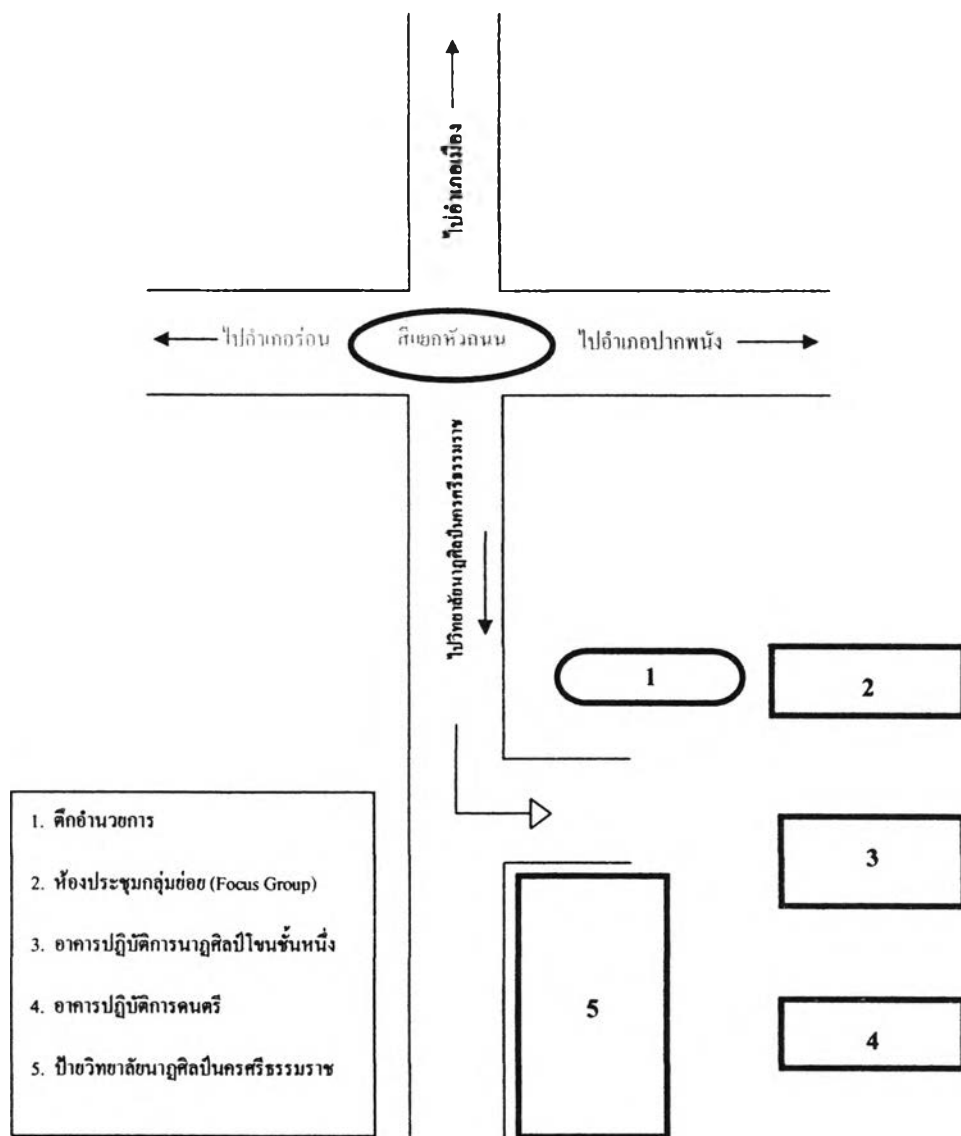 ไปอำเภอเมือง
ไปอำเภอร่อน
สี่แยกหัวถนน
ไปอำเภอปากพนัง
ไปวิทยาลัยนาฏศิลป์นครศรีธรรมราช
1
2
3
4
5
1. ตึกอำนวยการ
2. ห้องประชุมกลุ่มย่อย (Focus Group)
3. อาคารปฏิบัติการนาฏศิลป์โขนชั้นหนึ่ง
4. อาคารปฏิบัติการดนตรี
5. ป้ายวิทยาลัยนาฏศิลป์นครศรีธรรมราช